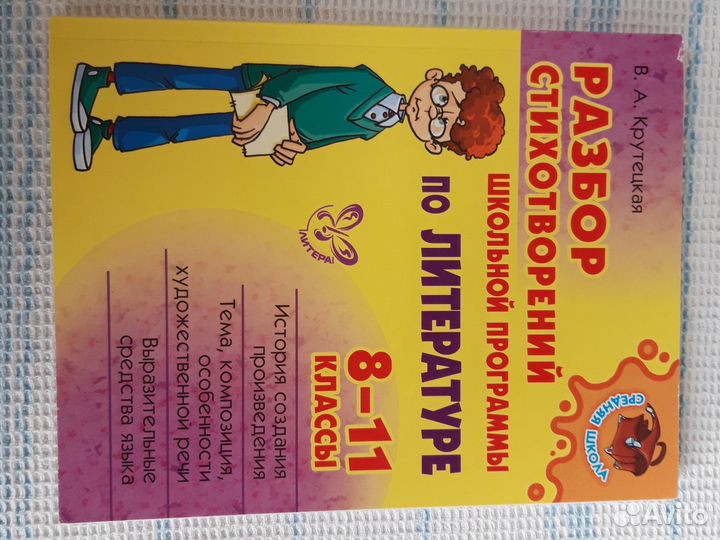 В. А. Крутецкая
РАЗБОР
СТИХОТВОРЕНИЙ
ШКОЛЬНОЙ ПРОГРАММЫ
ПО ЛИТЕРАТУРЕ
СРЕДНЯЯ ШКОЛА
8–11
КЛАССЫ
История создания
произведения
Тема, композиция,
особенности
художественной речи
Выразительные
средства языка
ЛИТЕРА
Avito